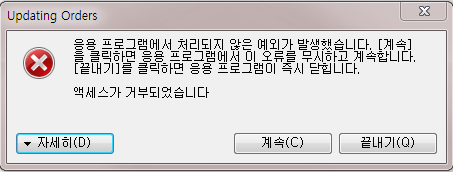 Updating Orders
응용 프로그램에서 처리되지 않은 예외가 발생했습니다. [계속]
을 클릭하면 응용 프로그램에서 이 오류를 무시하고 계속합니다.
[끝내기]를 클릭하면 응용 프로그램이 즉시 닫힙니다.
액세스가 거부되었습니다
자세히(D)
계속(C)
끝내기(Q)